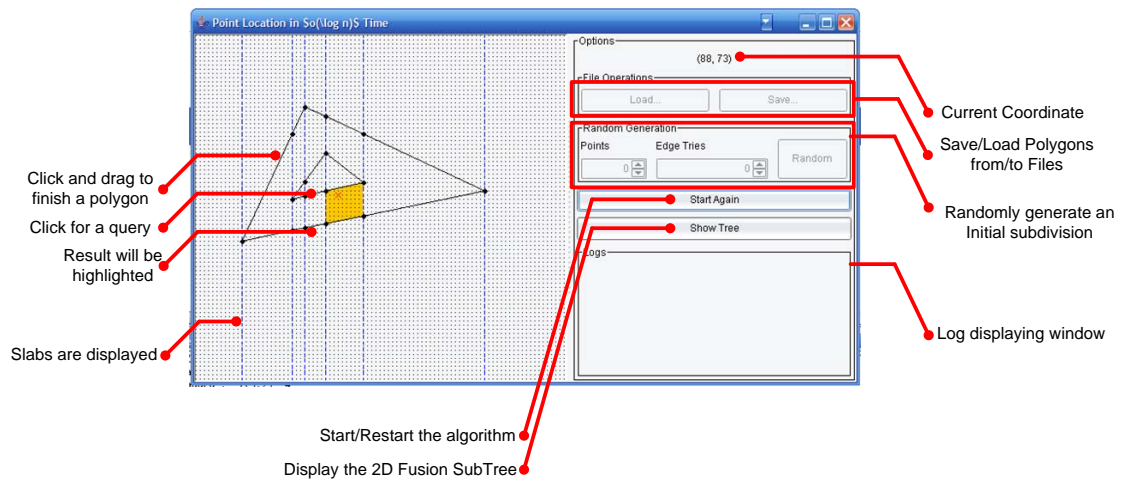 Point Location in $o(\log n)$ Time
Options
(88, 73)
File Operations
Load...
Save...
Random Generation
Points
Edge Tries
0
0
Random
Start Again
Show Tree
Logs
Click and drag to
finish a polygon
Click for a query
Result will be
highlighted
Slabs are displayed
Current Coordinate
Save/Load Polygons
from/to Files
Randomly generate an
Initial subdivision
Log displaying window
Start/Restart the algorithm
Display the 2D Fusion SubTree